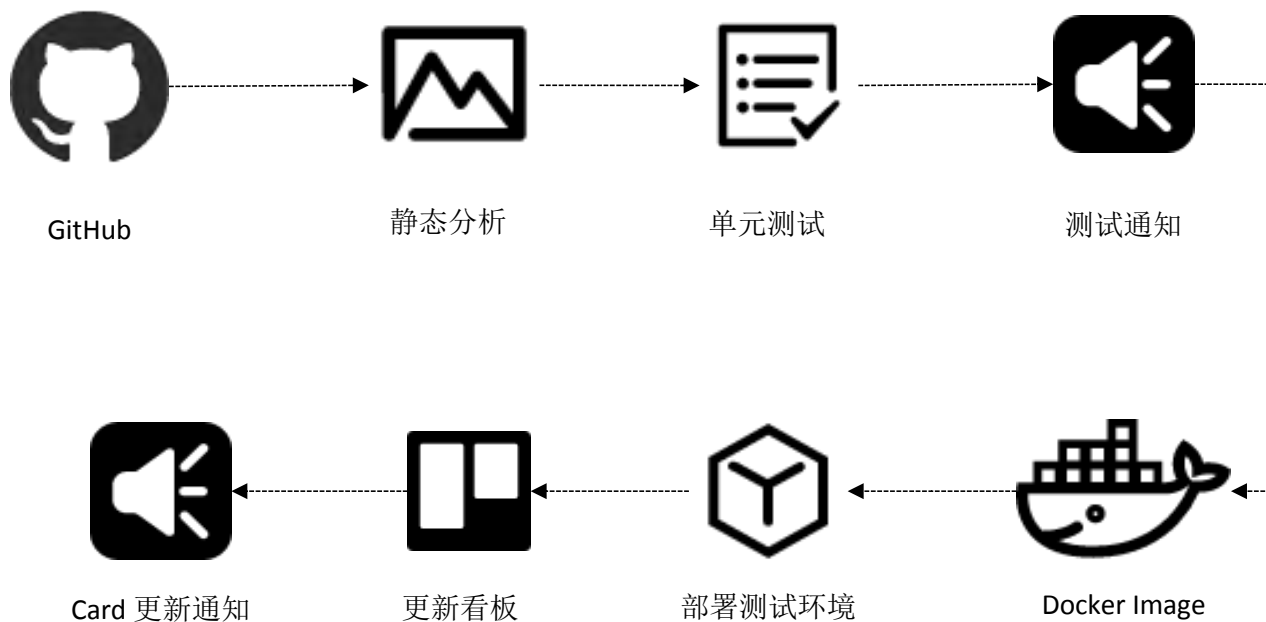 GitHub
静态分析
单元测试
测试通知
Card 更新通知
更新看板
部署测试环境
Docker Image